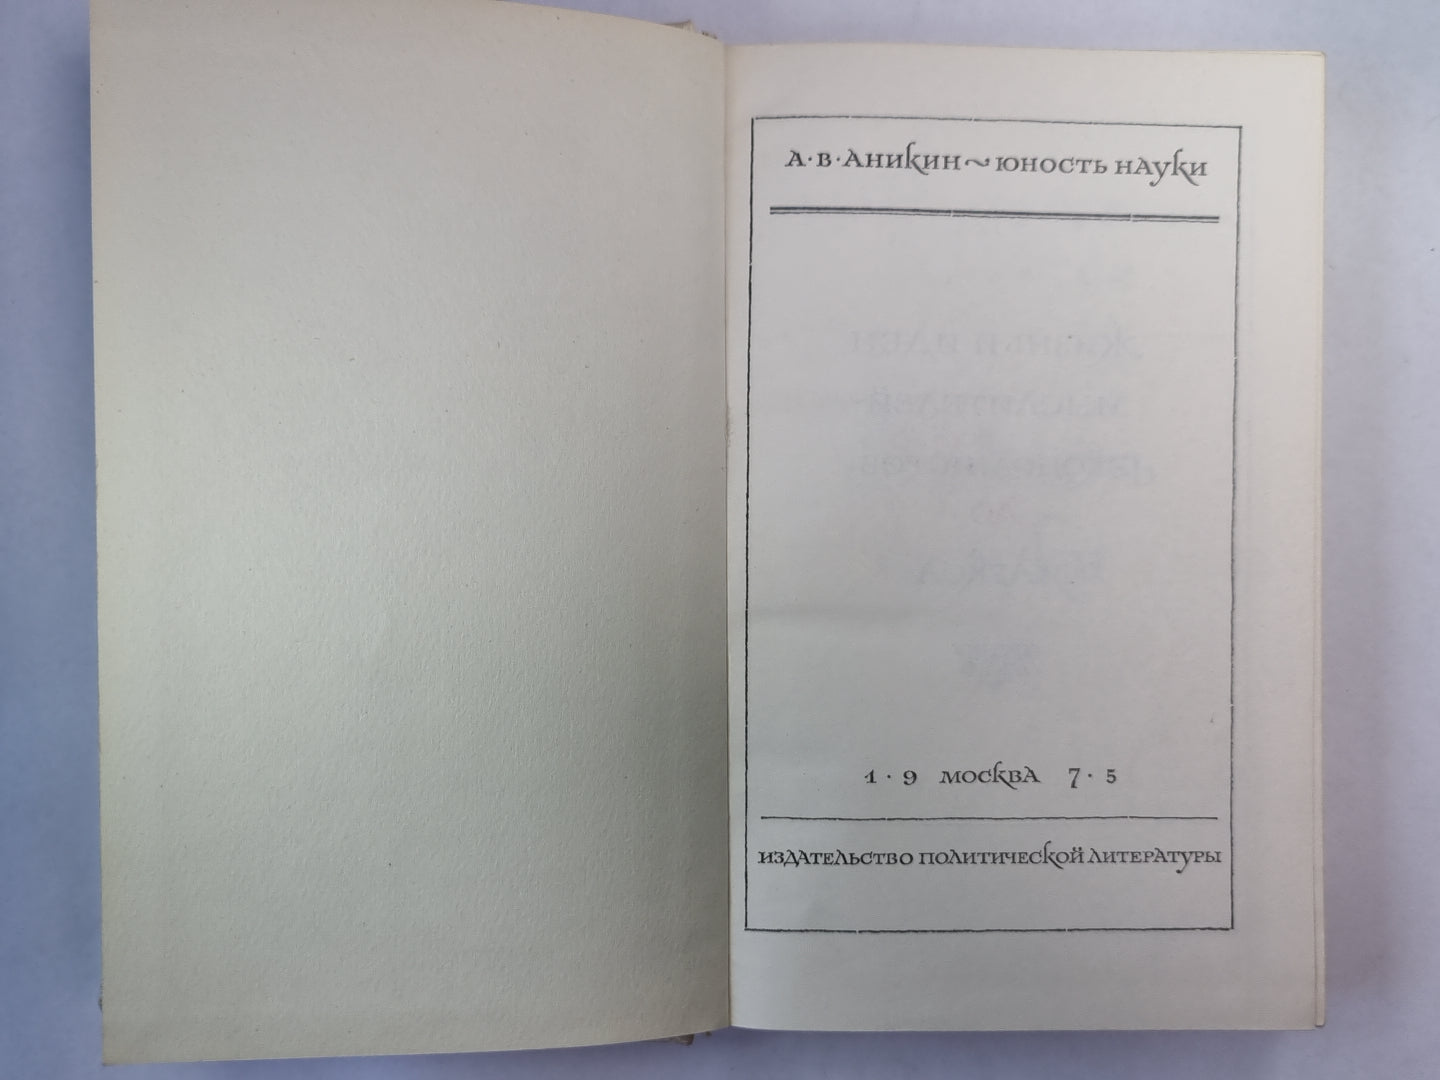 А·В·АНИКИН~ЮНОСТЬ НАУКИ
1·9 МОСКВА 7·5
ИЗДАТЕЛЬСТВО ПОЛИТИЧЕСКОЙ ЛИТЕРАТУРЫ